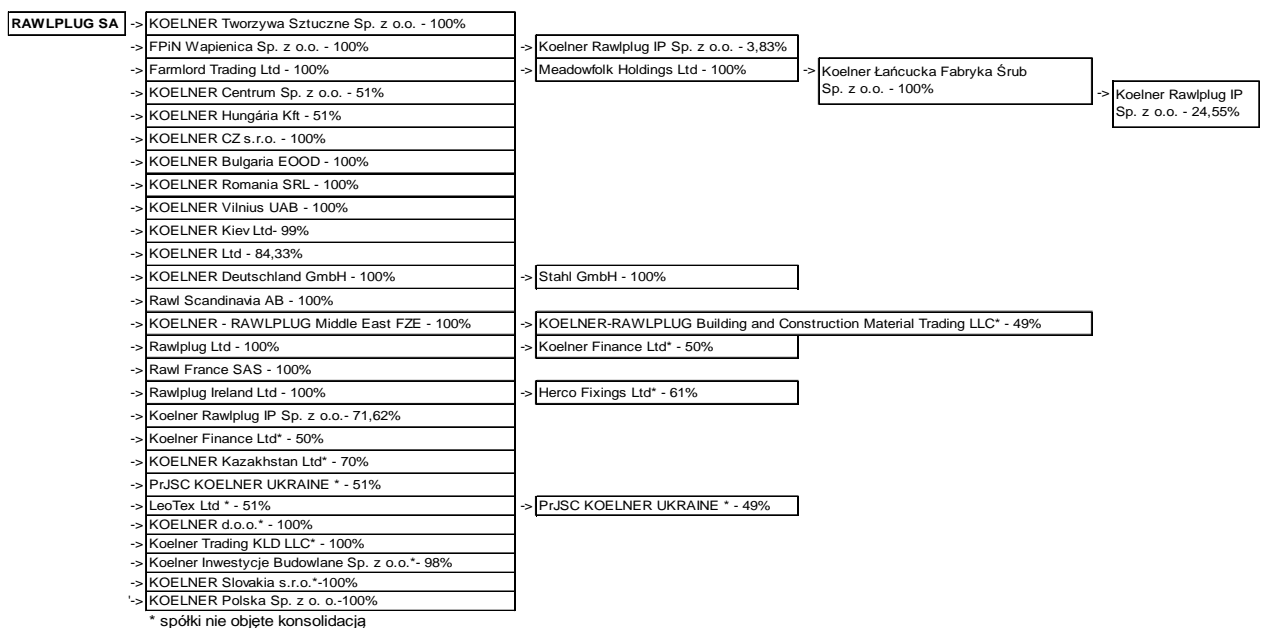 RAWLPLUG SA -> KOELNER Tworzywa Sztuczne Sp. z o.o. - 100%
-> FPiN Wapienica Sp. z o.o. - 100% -> Koelner Rawlplug IP Sp. z o.o. - 3,83%
-> Farmlord Trading Ltd - 100% -> Meadowfolk Holdings Ltd - 100% -> Koelner Łańcucka Fabryka Śrub
Sp. z o.o. - 100%
-> KOELNER Centrum Sp. z o.o. - 51% -> Koelner Rawlplug IP
Sp. z o.o. - 24,55%
-> KOELNER Hungária Kft - 51%
-> KOELNER CZ s.r.o. - 100%
-> KOELNER Bulgaria EOOD - 100%
-> KOELNER Romania SRL - 100%
-> KOELNER Vilnius UAB - 100%
-> KOELNER Kiev Ltd- 99%
-> KOELNER Ltd - 84,33%
-> KOELNER Deutschland GmbH - 100% -> Stahl GmbH - 100%
-> Rawl Scandinavia AB - 100%
-> KOELNER - RAWLPLUG Middle East FZE - 100% -> KOELNER-RAWLPLUG Building and Construction Material Trading LLC* - 49%
-> Rawlplug Ltd - 100% -> Koelner Finance Ltd* - 50%
-> Rawl France SAS - 100%
-> Rawlplug Ireland Ltd - 100% -> Herco Fixings Ltd* - 61%
-> Koelner Rawlplug IP Sp. z o.o.- 71,62%
-> Koelner Finance Ltd* - 50%
-> KOELNER Kazakhstan Ltd* - 70%
-> PrJSC KOELNER UKRAINE * - 51%
-> LeoTex Ltd * - 51% -> PrJSC KOELNER UKRAINE * - 49%
-> KOELNER d.o.o.* - 100%
-> Koelner Trading KLD LLC* - 100%
-> Koelner Inwestycje Budowlane Sp. z o.o.*- 98%
-> KOELNER Slovakia s.r.o.*-100%
'-> KOELNER Polska Sp. z o. o.-100%
* spółki nie objęte konsolidacją